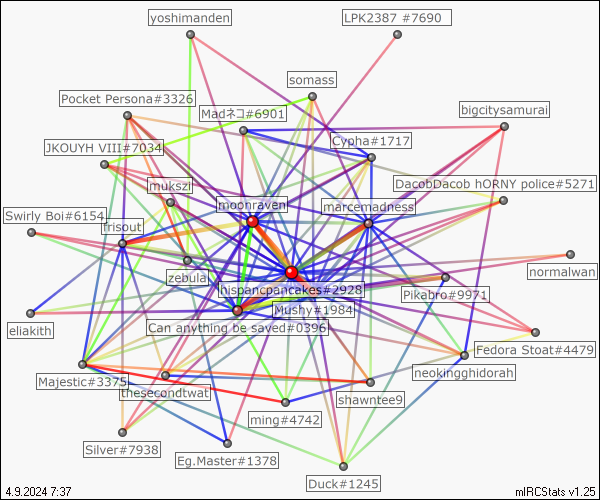 yoshimanden
LPK2387 #7690
somass
Pocket Persona#3326
Madネコ#6901
bigcitysamurai
Cypha#1717
JKOUYH VIII#7034
mukszi
DacobDacob hORNY police#5271
moonraven
marcemadness
Swirly Boi#6154
frisout
zebula
normalwan
hispancpancakes#2928
Pikabro#9971
Mushy#1984
eliakith
Can anything be saved#0396
Fedora Stoat#4479
Majestic#3375
neokingghidorah
thesecondtwat
shawntee9
ming#4742
Silver#7938
Eg.Master#1378
Duck#1245
4.9.2024 7:37
mIRCStats v1.25